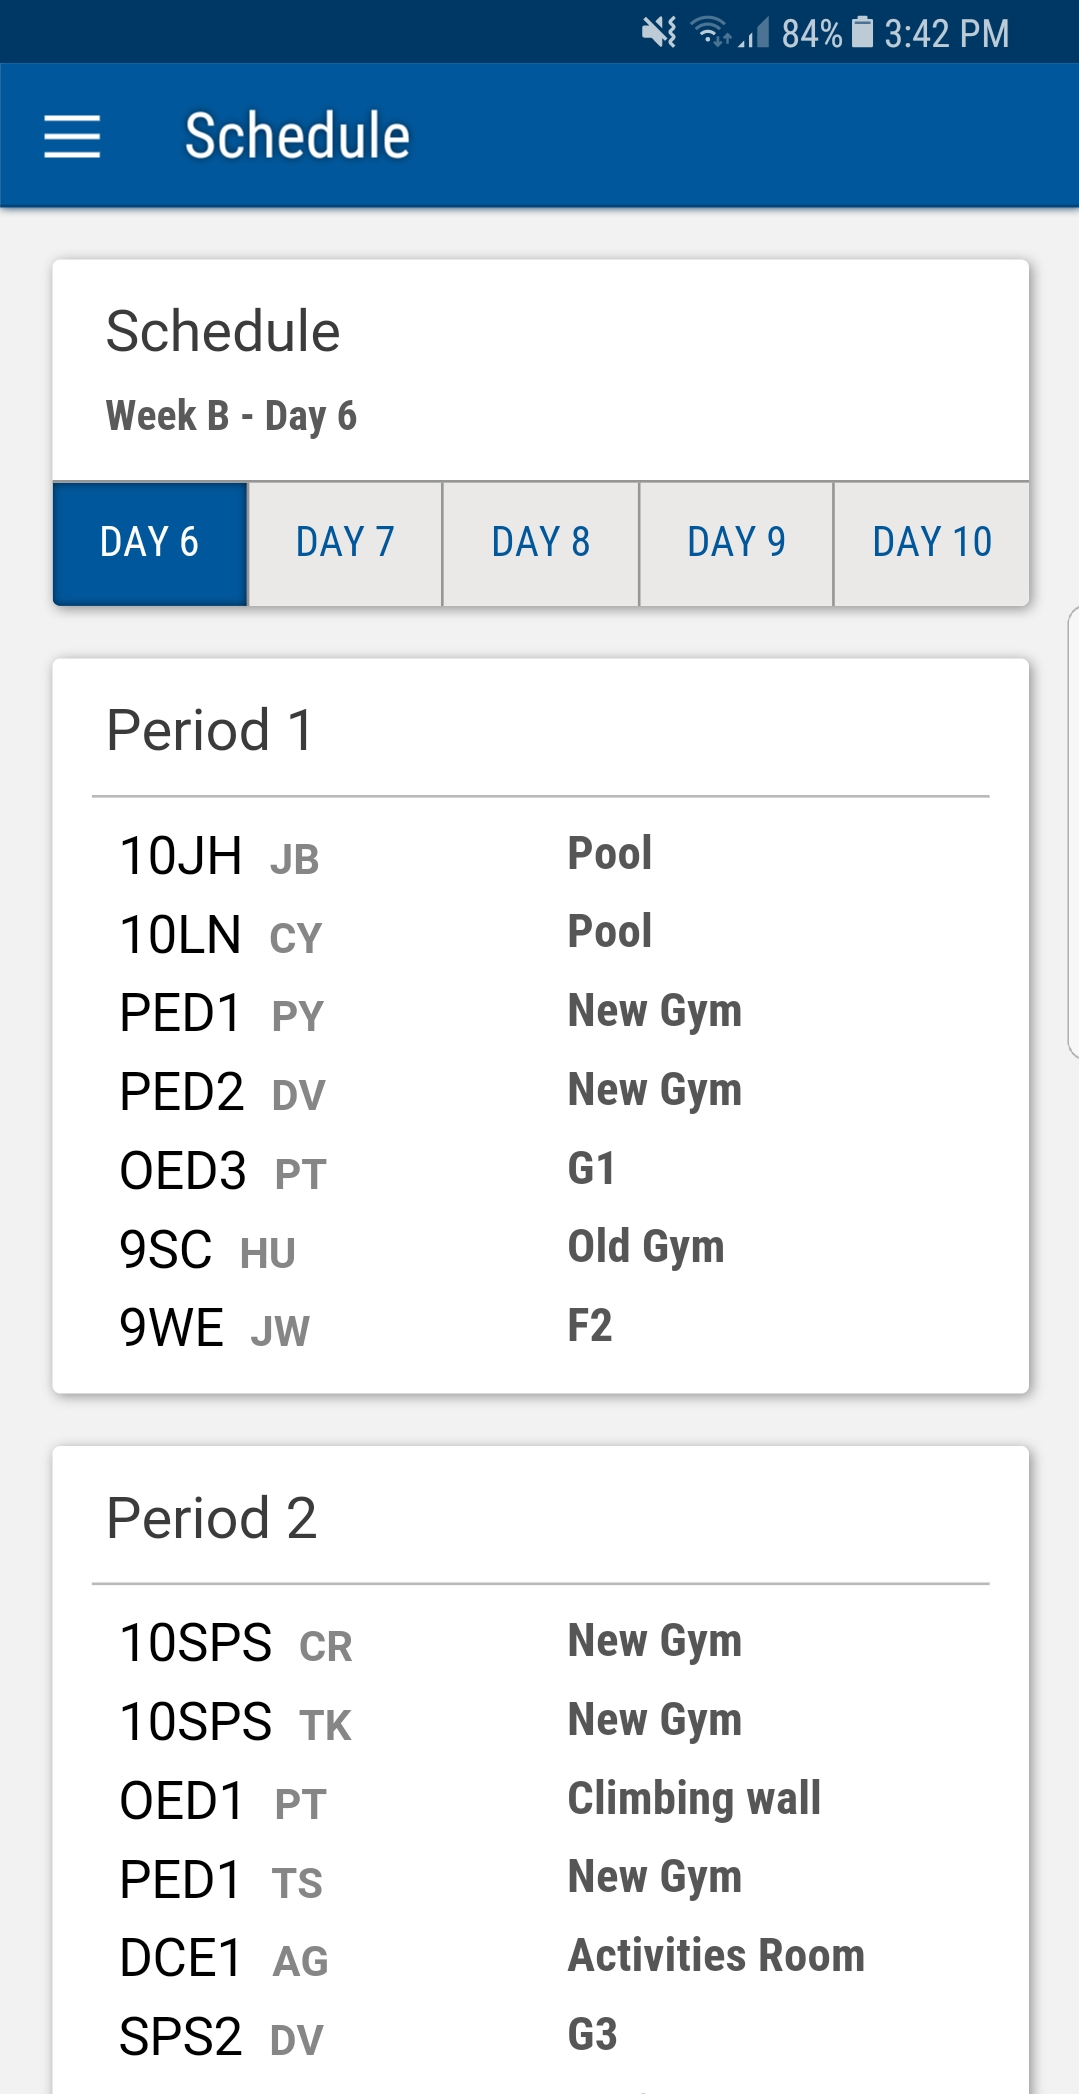 84% 3:42 PM
Schedule
Schedule
Week B - Day 6
DAY 6 DAY 7 DAY 8 DAY 9 DAY 10
Period 1
10JH JB Pool
10LN CY Pool
PED1 PY New Gym
PED2 DV New Gym
OED3 PT G1
9SC HU Old Gym
9WE JW F2
Period 2
10SPS CR New Gym
10SPS TK New Gym
OED1 PT Climbing wall
PED1 TS New Gym
DCE1 AG Activities Room
SPS2 DV G3